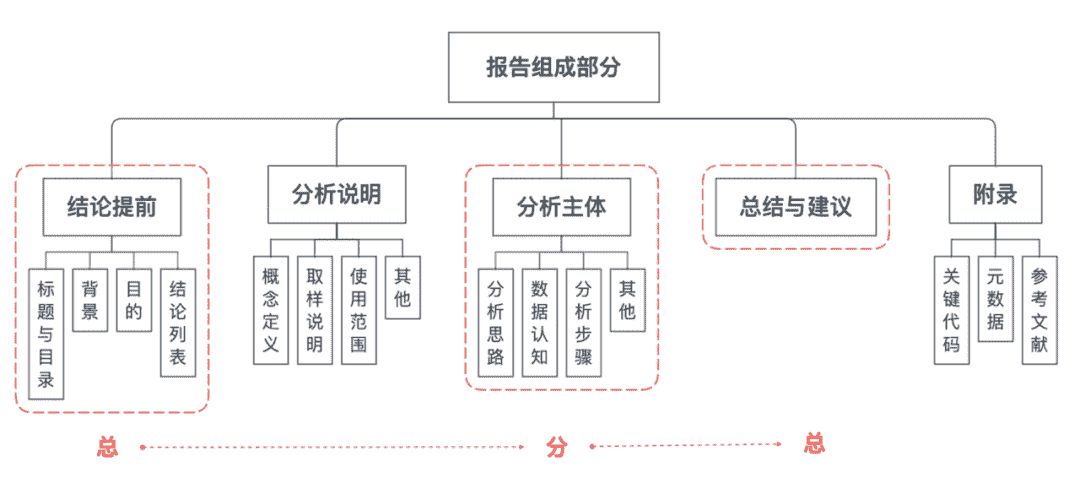 报告组成部分
结论提前
分析说明
分析主体
总结与建议
附录
标题与目录
背景
目的
结论列表
概念定义
取样说明
使用范围
其他
分析思路
数据认知
分析步骤
其他
关键代码
元数据
参考文献
总
分
总